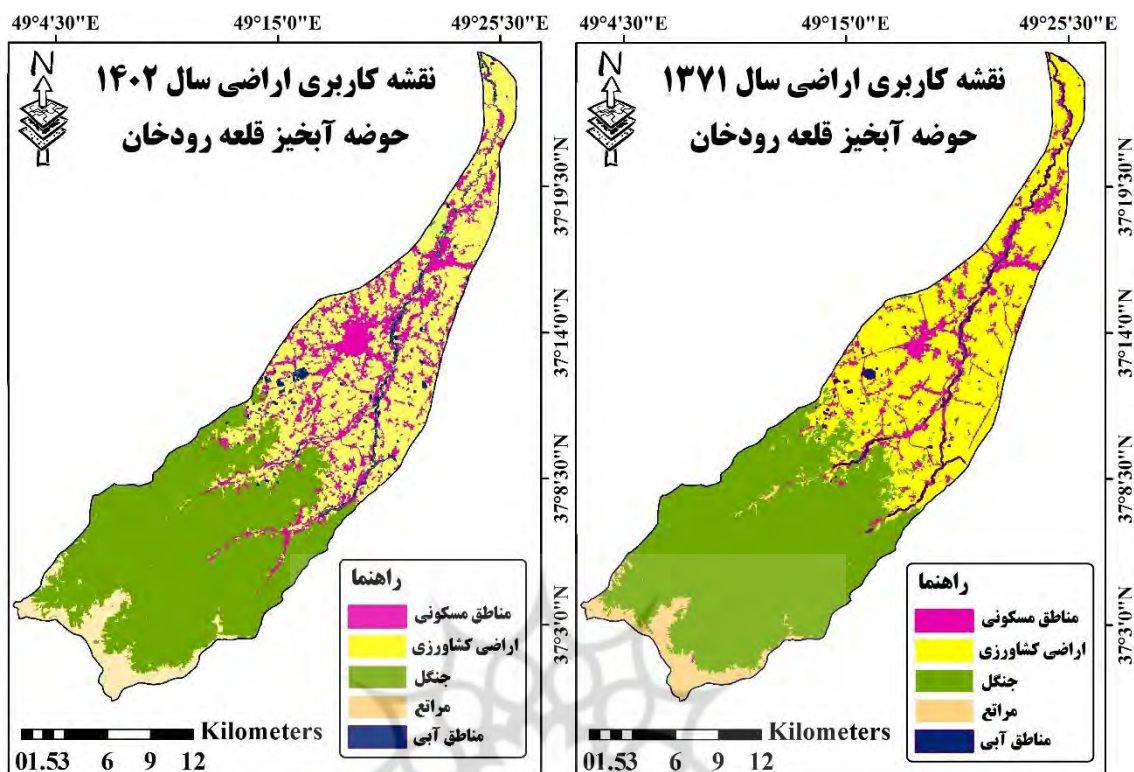 49°4'30"E 49°15'0"E 49°25'30"E
N
نقشه کاربری اراضی سال ۱۴۰۲
حوضه آبخیز قلعه رودخان
راهنما
مناطق مسکونی
اراضی کشاورزی
جنگل
مراتع
مناطق آبی
Kilometers
01.53 6 9 12
37°19'30"N
37°14'0"N
37°8'30"N
37°3'0"N
49°4'30"E 49°15'0"E 49°25'30"E
N
نقشه کاربری اراضی سال ۱۳۷۱
حوضه آبخیز قلعه رودخان
راهنما
مناطق مسکونی
اراضی کشاورزی
جنگل
مراتع
مناطق آبی
Kilometers
01.53 6 9 12
37°19'30"N
37°14'0"N
37°8'30"N
37°3'0"N